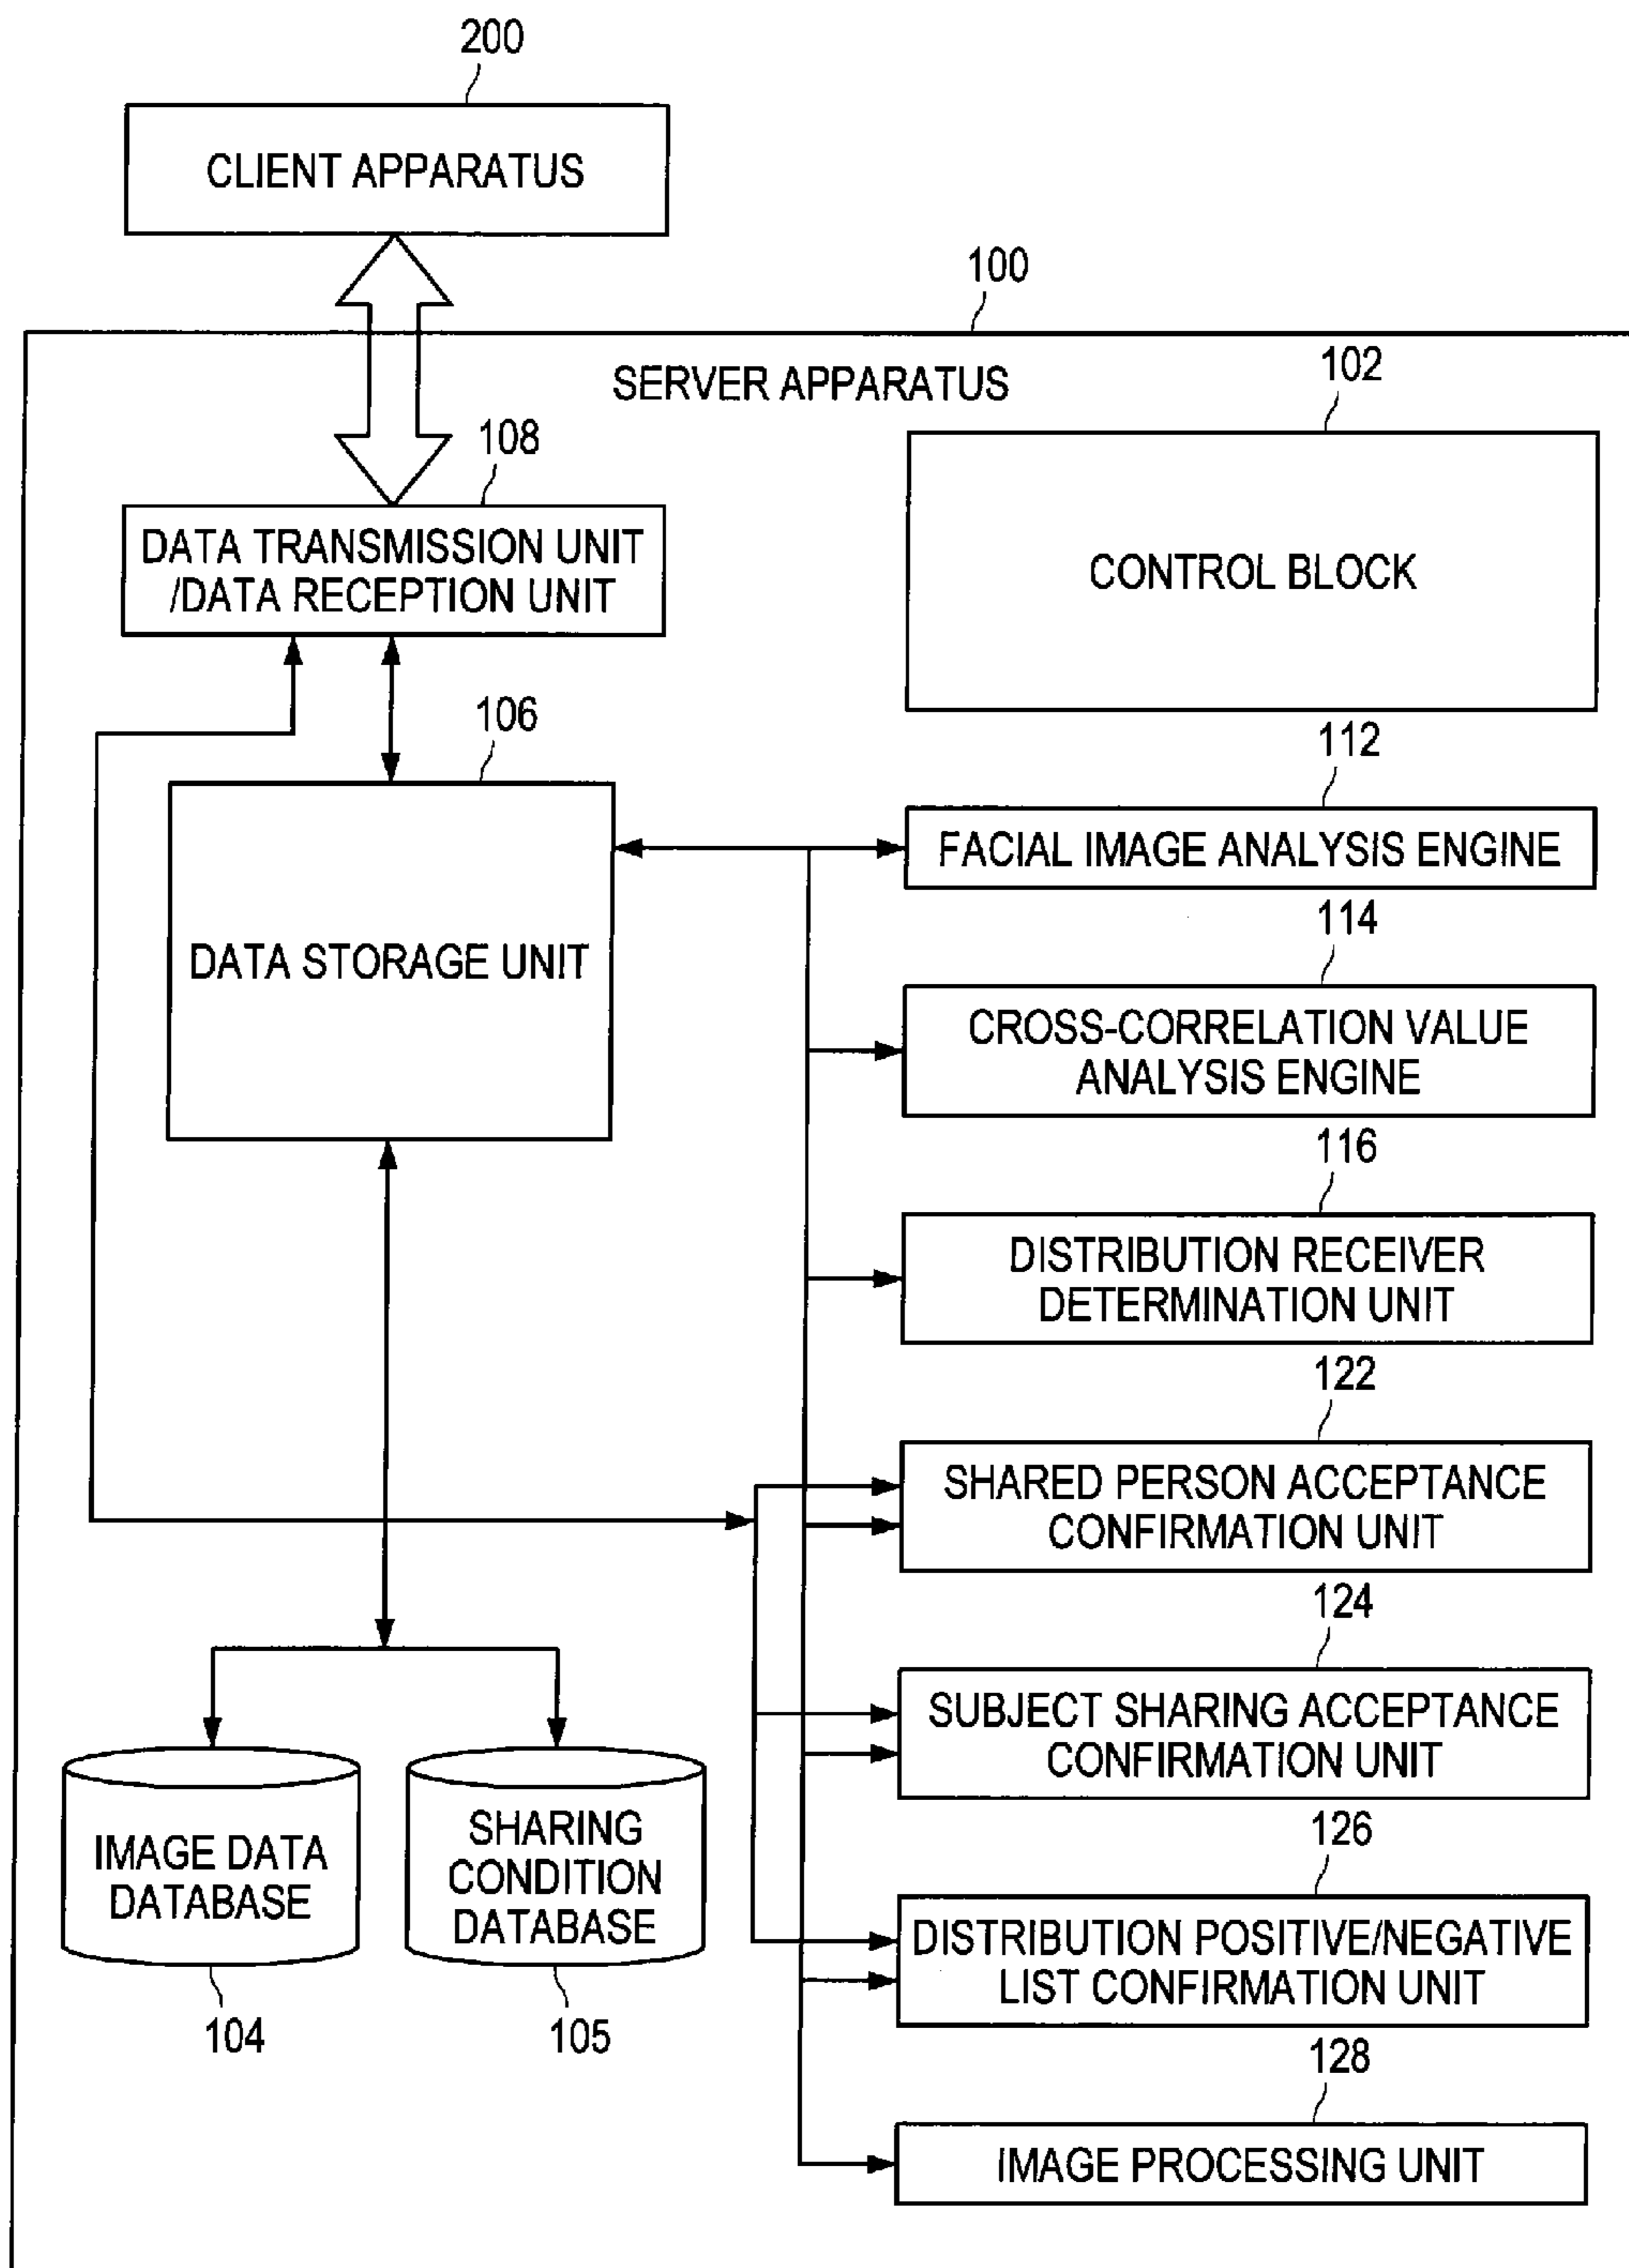 200
CLIENT APPARATUS
100
SERVER APPARATUS
102
CONTROL BLOCK
108
DATA TRANSMISSION UNIT
/DATA RECEPTION UNIT
106
DATA STORAGE UNIT
112
FACIAL IMAGE ANALYSIS ENGINE
114
CROSS-CORRELATION VALUE
ANALYSIS ENGINE
116
DISTRIBUTION RECEIVER
DETERMINATION UNIT
122
SHARED PERSON ACCEPTANCE
CONFIRMATION UNIT
124
SUBJECT SHARING ACCEPTANCE
CONFIRMATION UNIT
126
DISTRIBUTION POSITIVE/NEGATIVE
LIST CONFIRMATION UNIT
128
IMAGE PROCESSING UNIT
IMAGE DATA
DATABASE
104
SHARING
CONDITION
DATABASE
105